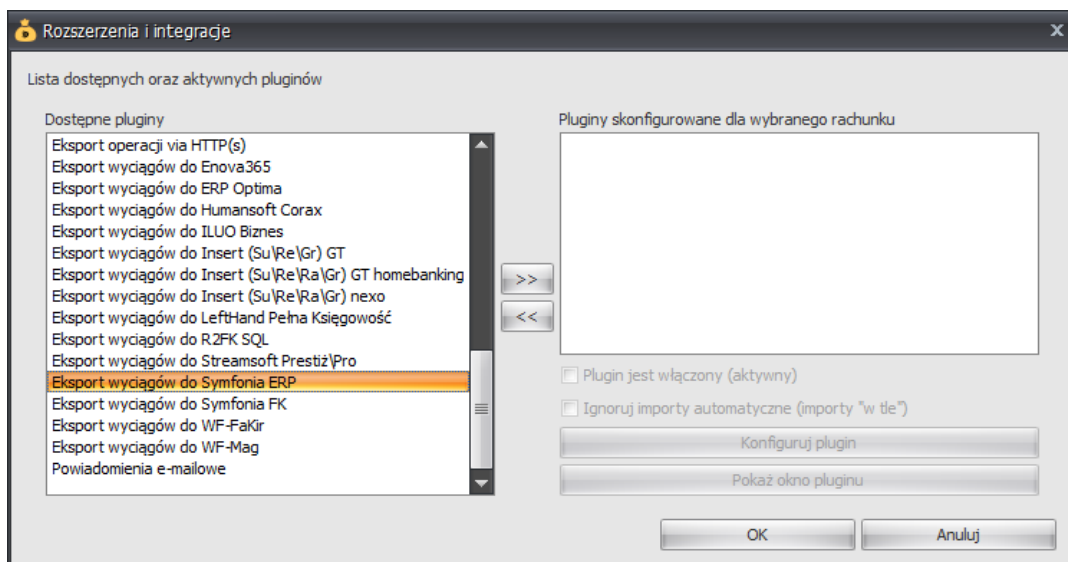 Rozszerzenia i integracje
x
Lista dostępnych oraz aktywnych pluginów
Dostępne pluginy
Eksport operacji via HTTP(s)
Eksport wyciągów do Enova365
Eksport wyciągów do ERP Optima
Eksport wyciągów do Humansoft Corax
Eksport wyciągów do ILUO Biznes
Eksport wyciągów do Insert (Su\Re\Gr) GT
Eksport wyciągów do Insert (Su\Re\Ra\Gr) GT homebanking
Eksport wyciągów do Insert (Su\Re\Ra\Gr) nexo
Eksport wyciągów do LeftHand Pełna Księgowość
Eksport wyciągów do R2FK SQL
Eksport wyciągów do Streamsoft Prestiż\Pro
Eksport wyciągów do Symfonia ERP
Eksport wyciągów do Symfonia FK
Eksport wyciągów do WF-FaKir
Eksport wyciągów do WF-Mag
Powiadomienia e-mailowe
>>
<<
Pluginy skonfigurowane dla wybranego rachunku
Plugin jest włączony (aktywny)
Ignoruj importy automatyczne (importy "w tle")
Konfiguruj plugin
Pokaż okno pluginu
OK
Anuluj